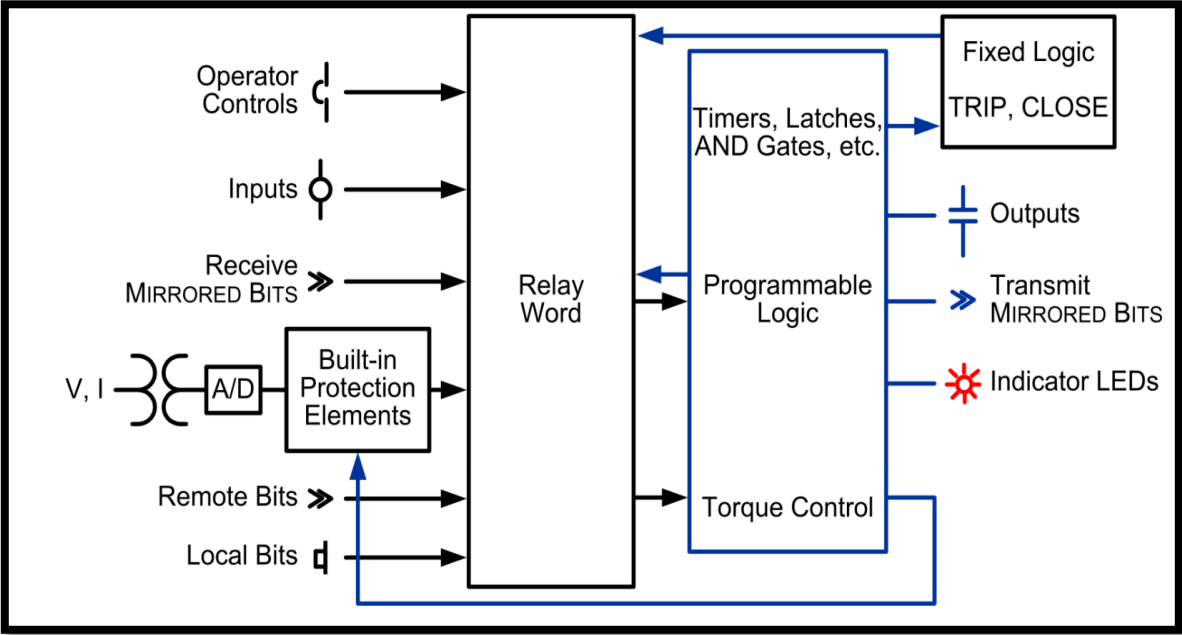 Operator
Controls
Inputs
Receive
MIRRORED BITS
V, I
A/D
Built-in
Protection
Elements
Remote Bits
Local Bits
Relay
Word
Timers, Latches,
AND Gates, etc.
Programmable
Logic
Torque Control
Fixed Logic
TRIP, CLOSE
Outputs
Transmit
MIRRORED BITS
Indicator LEDs